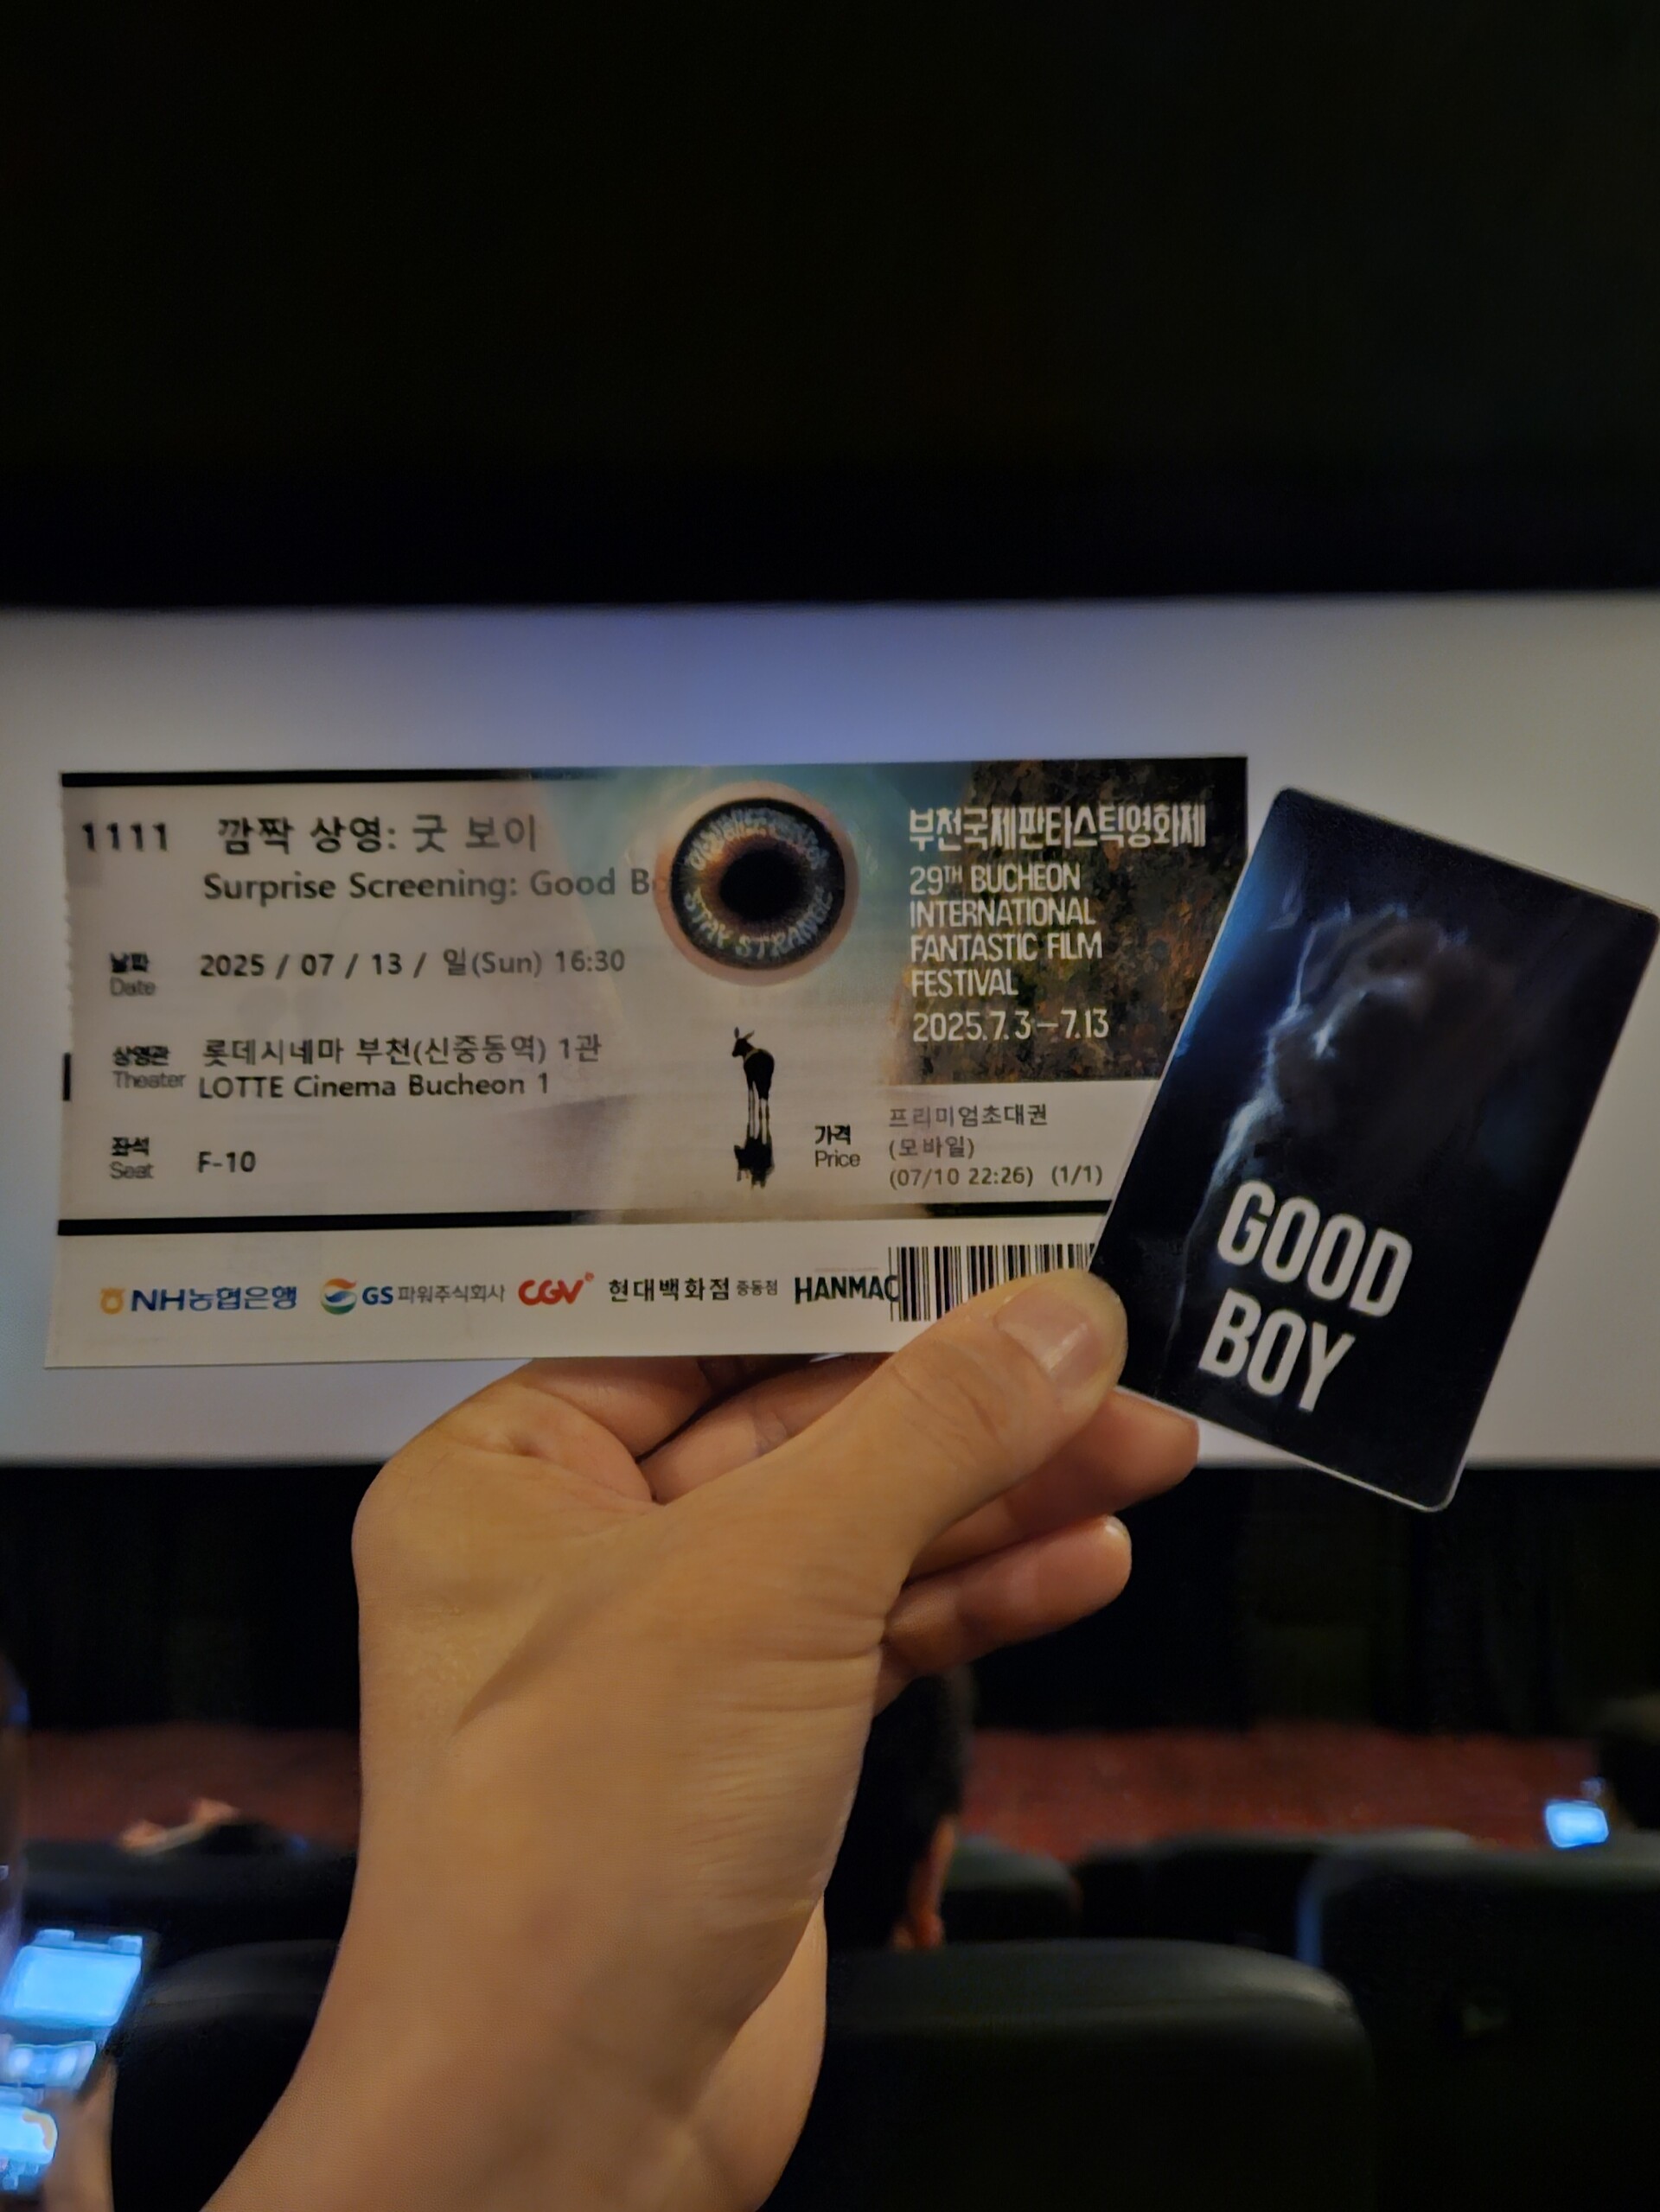 1111 깜짝 상영: 굿 보이
Surprise Screening: Good B
날짜 2025 / 07 / 13 / 일(Sun) 16:30
Date
상영관 롯데시네마 부천(신중동역) 1관
Theater LOTTE Cinema Bucheon 1
좌석
Seat F-10
STAY STRANGE
부천국제판타스틱영화제
29TH BUCHEON
INTERNATIONAL
FANTASTIC FILM
FESTIVAL
2025.7.3-7.13
가격 프리미엄초대권
Price (모바일)
(07/10 22:26) (1/1)
NH농협은행 GS파워주식회사 CGV 현대백화점 중동점 HANMAC
GOOD
BOY